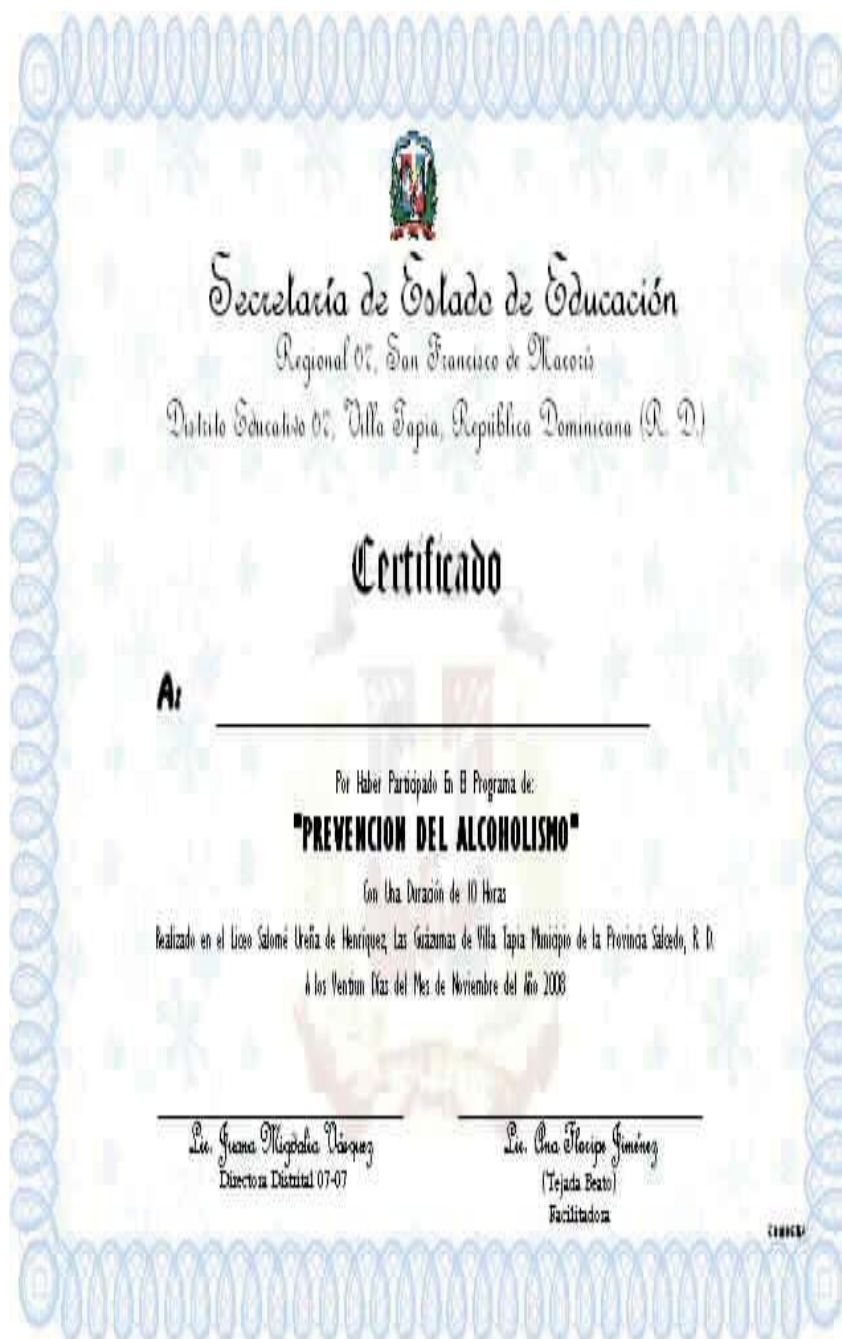 Secretaría de Estado de Educación
Regional 07, San Francisco de Macorís
Distrito Educativo 07, Villa Tapia, República Dominicana (R. D.)
Certificado
A:
Por Haber Participado En El Programa de:
"PREVENCION DEL ALCOHOLISMO"
Con Una Duración de 10 Horas
Realizado en el Liceo Salomé Ureña de Henríquez, Las Guázumas de Villa Tapia Municipio de la Provincia Salcedo, R. D.
A los Ventiun Días del Mes de Noviembre del Año 2008
Lic. Juana Migdalia Vásquez
Directora Distrital 07-07
Lic. Ana Jiménez
(Tejada Beato)
Facilitadora